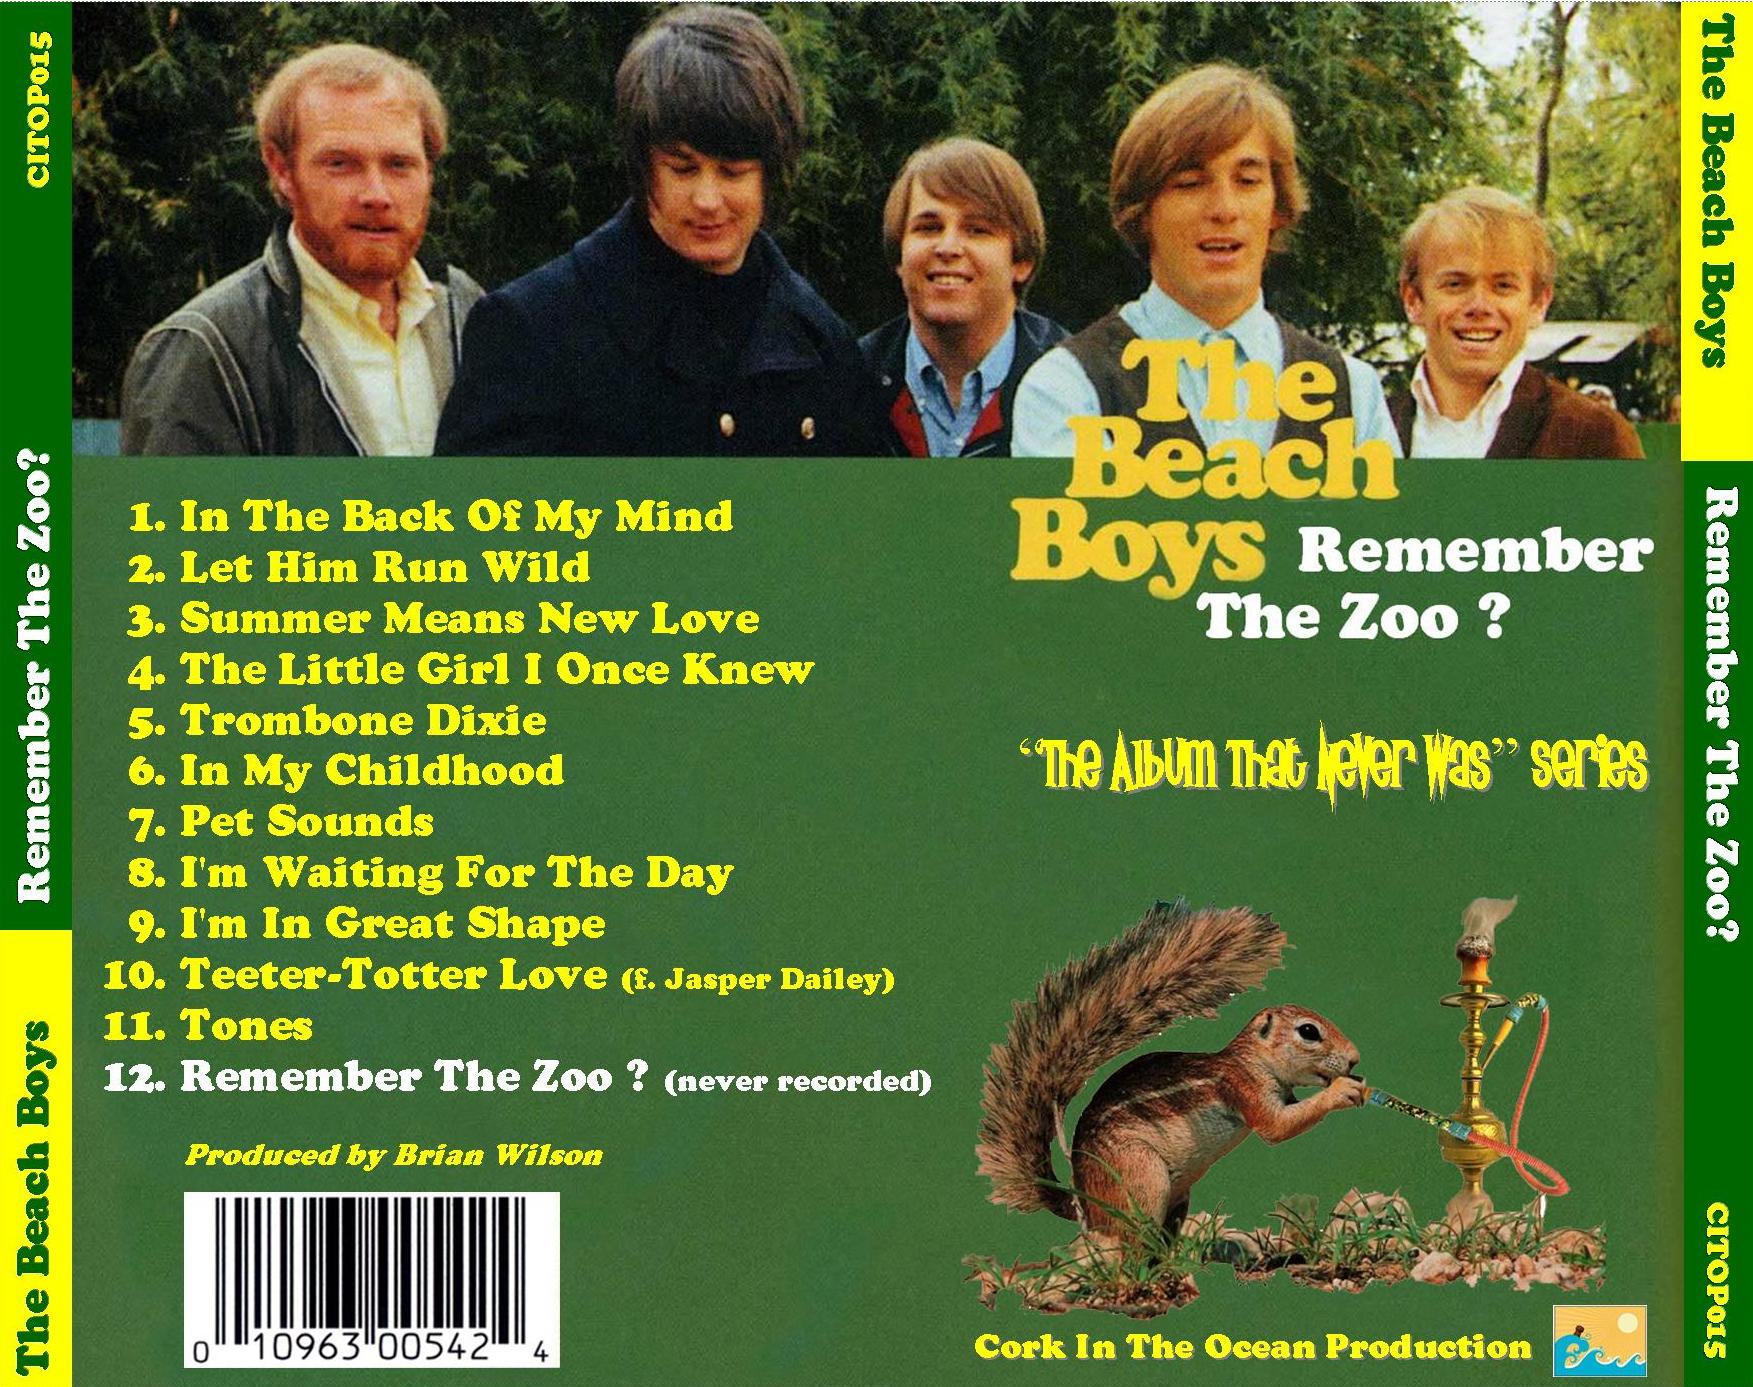 CITOP015
Remember The Zoo?
The Beach Boys
The
Beach
Boys
Remember
The Zoo ?
1. In The Back Of My Mind
2. Let Him Run Wild
3. Summer Means New Love
4. The Little Girl I Once Knew
5. Trombone Dixie
6. In My Childhood
7. Pet Sounds
8. I'm Waiting For The Day
9. I'm In Great Shape
10. Teeter-Totter Love (f. Jasper Dailey)
11. Tones
12. Remember The Zoo ? (never recorded)
"The Album That Never Was" series
Produced by Brian Wilson
0 10963 00542 4
Cork In The Ocean Production
The Beach Boys
Remember The Zoo?
CITOP015